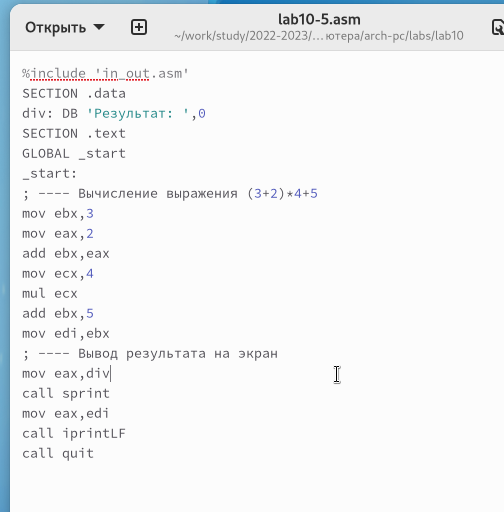 Открыть
lab10-5.asm
~/work/study/2022-2023/…ютера/arch-pc/labs/lab10
%include 'in_out.asm'
SECTION .data
div: DB 'Результат: ',0
SECTION .text
GLOBAL _start
_start:
; ---- Вычисление выражения (3+2)*4+5
mov ebx,3
mov eax,2
add ebx,eax
mov ecx,4
mul ecx
add ebx,5
mov edi,ebx
; ---- Вывод результата на экран
mov eax,div
call sprint
mov eax,edi
call iprintLF
call quit